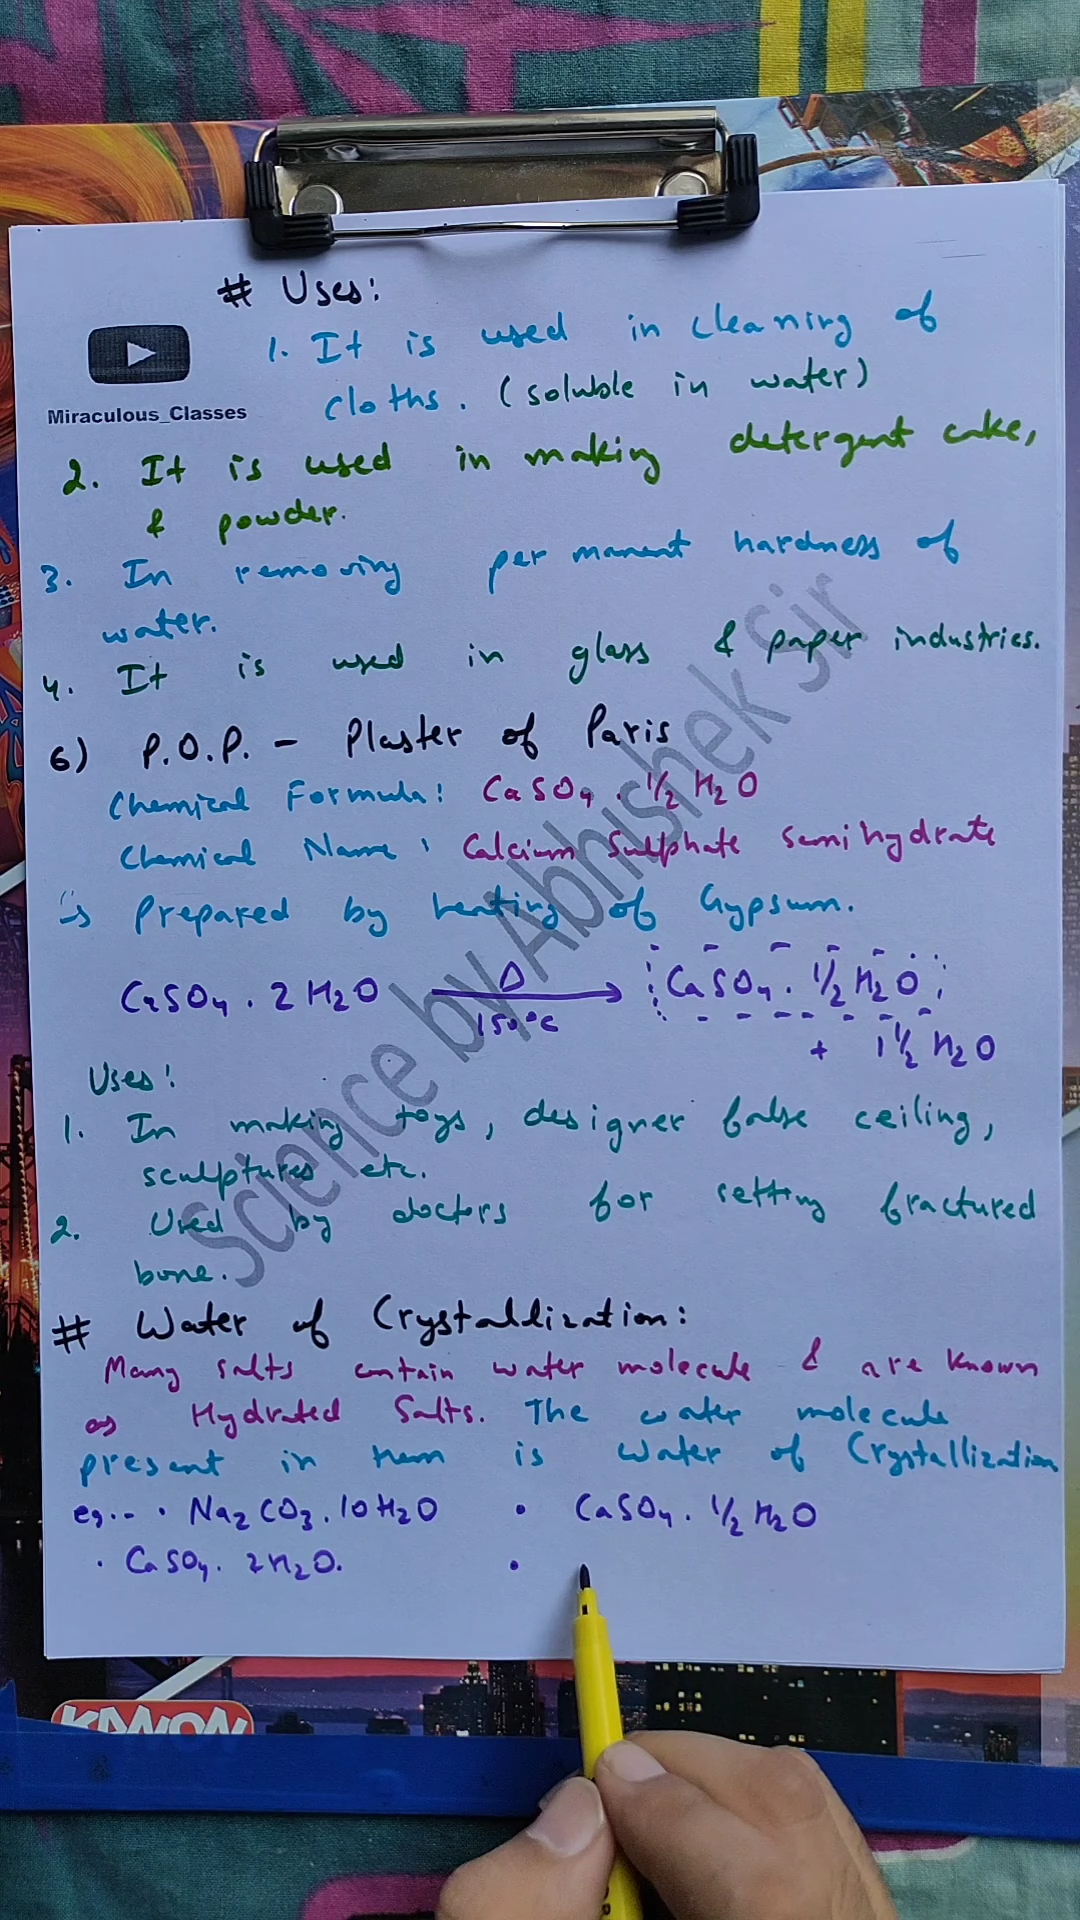 # Uses:
1. It is used in cleaning of
cloths. (soluble in water)
Miraculous_Classes
2. It is used in making detergent cake,
& powder.
3. In removing permanent hardness of
water.
4. It is used in glass & paper industries.
6) P.O.P. - Plaster of Paris
Chemical Formula: CaSO₄ . ½ H₂O
Chemical Name: Calcium Sulphate semihydrate
is Prepared by heating of Gypsum.
CaSO₄ . 2H₂O →Δ 150°C CaSO₄ . ½ H₂O
+ 1½ H₂O
Uses:
1. In making toys, designer false ceiling,
sculptures etc.
2. Used by doctors for setting fractured
bone.
# Water of Crystallization:
Many salts contain water molecule & are known
as Hydrated Salts. The water molecule
present in them is Water of Crystallization
eg.-- • Na₂CO₃.10H₂O • CaSO₄ . ½ H₂O
• CaSO₄ . 2H₂O. •
Science by Abhishek Sir